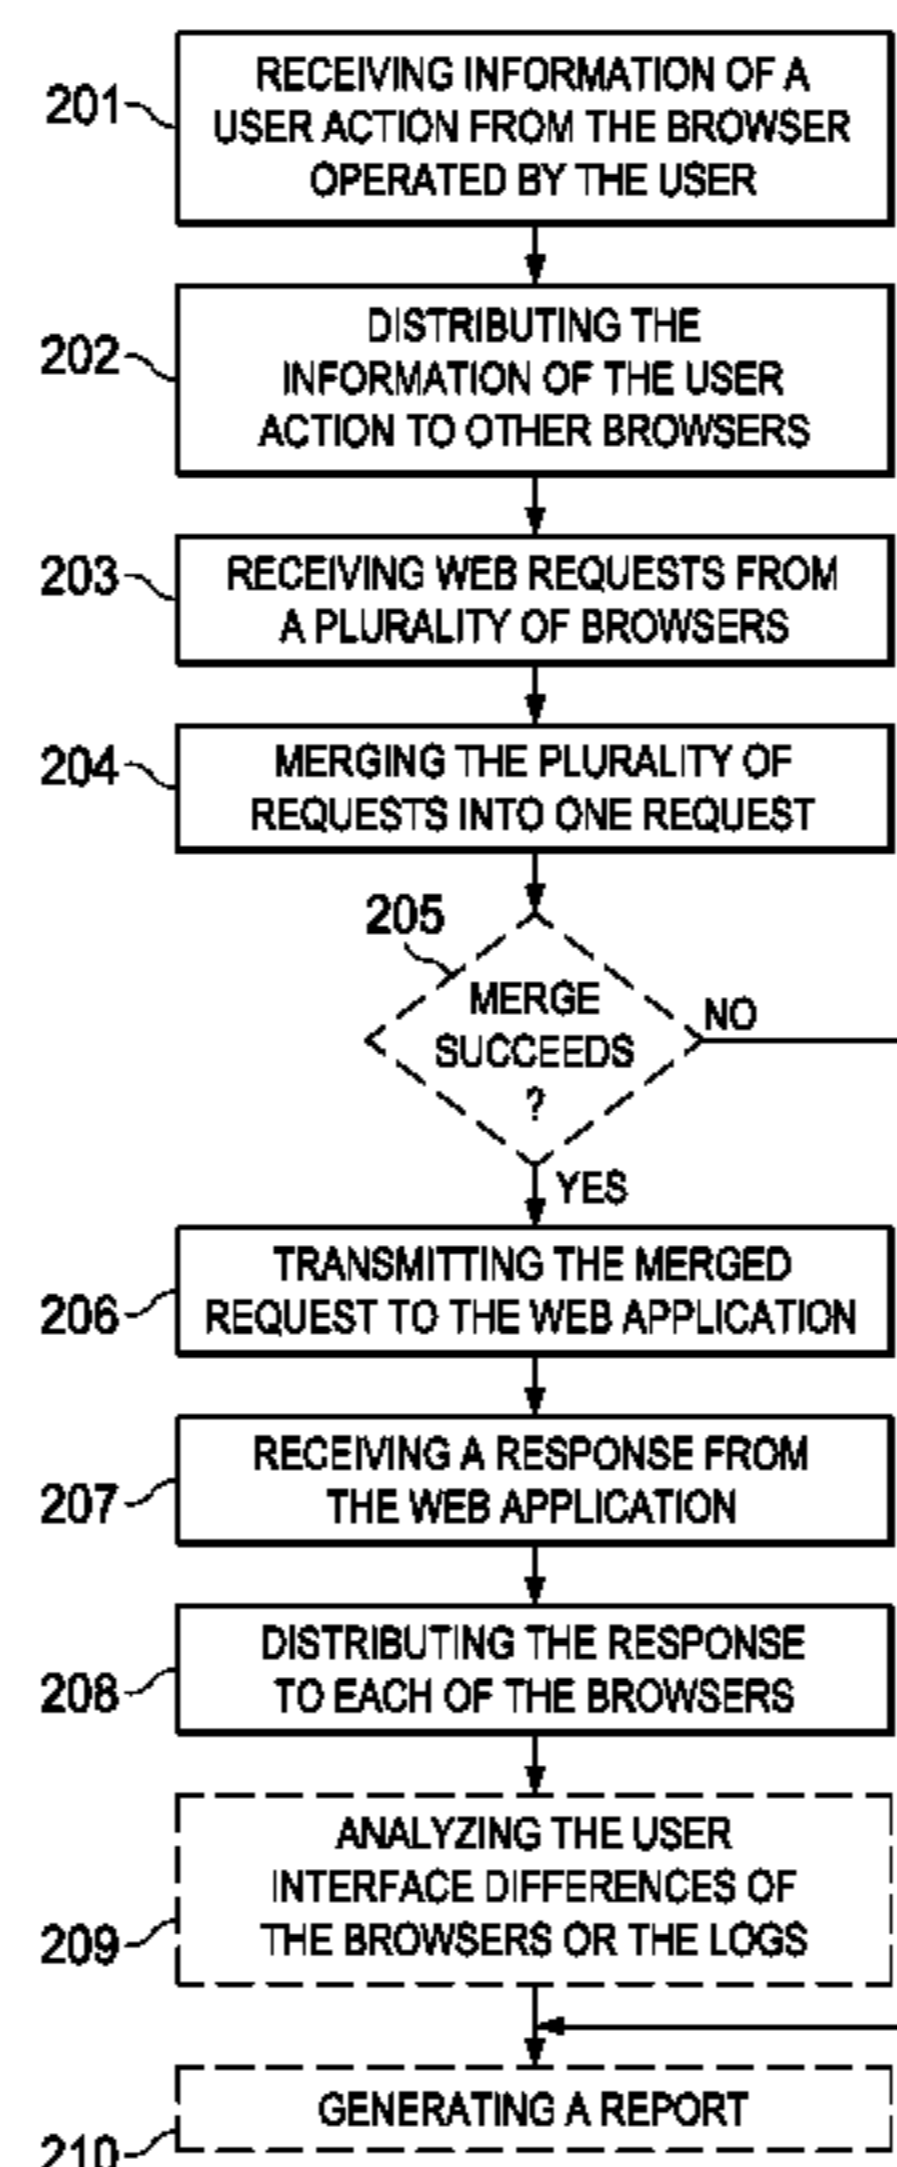 201
RECEIVING INFORMATION OF A
USER ACTION FROM THE BROWSER
OPERATED BY THE USER
202
DISTRIBUTING THE
INFORMATION OF THE USER
ACTION TO OTHER BROWSERS
203
RECEIVING WEB REQUESTS FROM
A PLURALITY OF BROWSERS
204
MERGING THE PLURALITY OF
REQUESTS INTO ONE REQUEST
205
MERGE
SUCCEEDS
?
NO
YES
206
TRANSMITTING THE MERGED
REQUEST TO THE WEB APPLICATION
207
RECEIVING A RESPONSE FROM
THE WEB APPLICATION
208
DISTRIBUTING THE RESPONSE
TO EACH OF THE BROWSERS
209
ANALYZING THE USER
INTERFACE DIFFERENCES OF
THE BROWSERS OR THE LOGS
210
GENERATING A REPORT